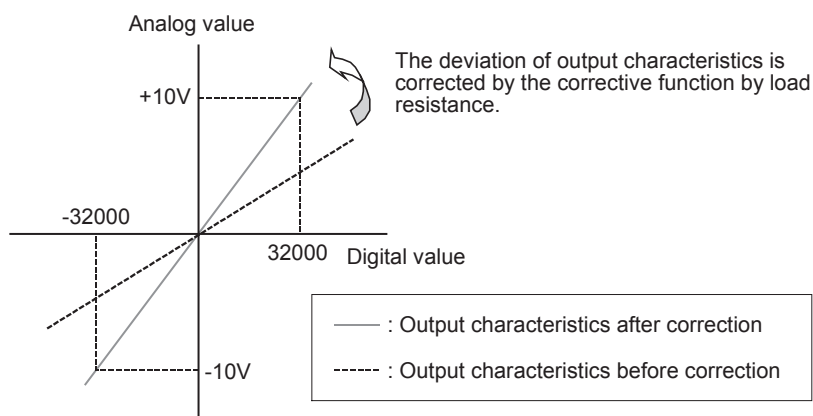 Analog value
The deviation of output characteristics is
corrected by the corrective function by load
resistance.
+10V
-32000
32000
Digital value
-10V
: Output characteristics after correction
: Output characteristics before correction